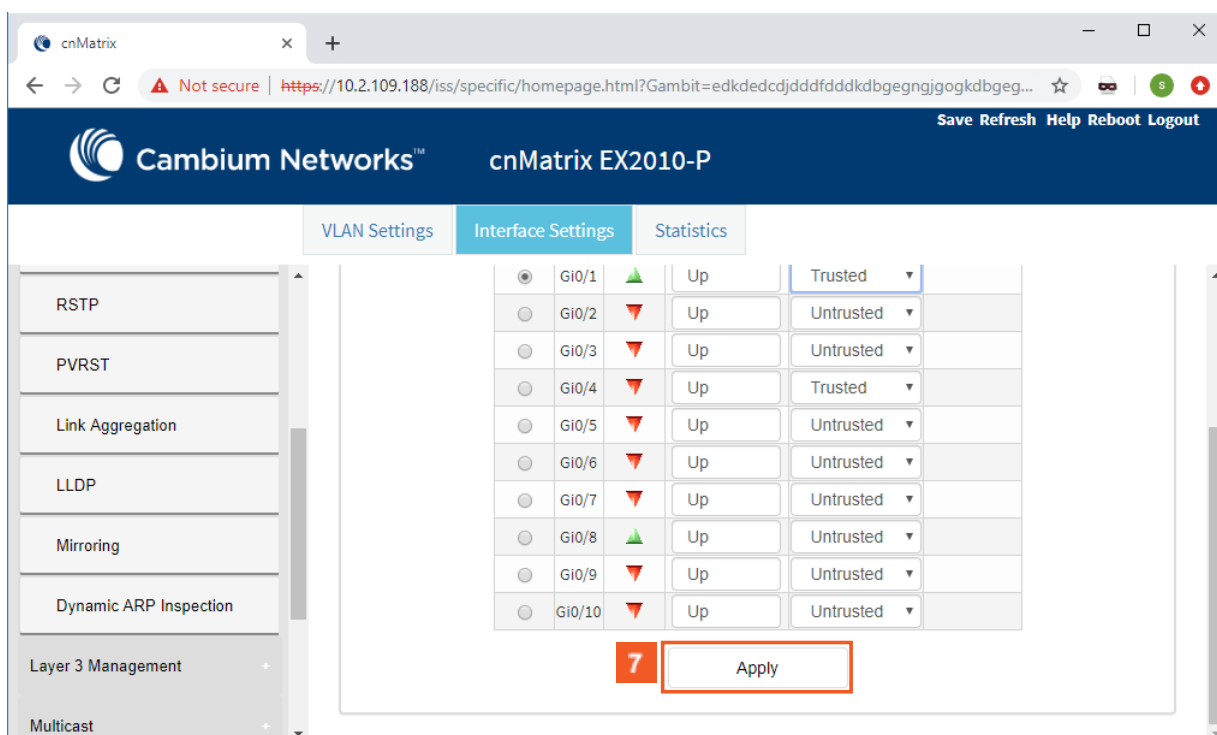 cnMatrix
Not secure | https://10.2.109.188/iss/specific/homepage.html?Gambit=edkdedcdjdddfdddkdbgegngjgogkdbgeg...
S
Save Refresh Help Reboot Logout
Cambium Networks™ cnMatrix EX2010-P
VLAN Settings Interface Settings Statistics
RSTP
PVRST
Link Aggregation
LLDP
Mirroring
Dynamic ARP Inspection
Layer 3 Management +
Multicast +
Gi0/1 Up Trusted
Gi0/2 Up Untrusted
Gi0/3 Up Untrusted
Gi0/4 Up Trusted
Gi0/5 Up Untrusted
Gi0/6 Up Untrusted
Gi0/7 Up Untrusted
Gi0/8 Up Untrusted
Gi0/9 Up Untrusted
Gi0/10 Up Untrusted
7 Apply